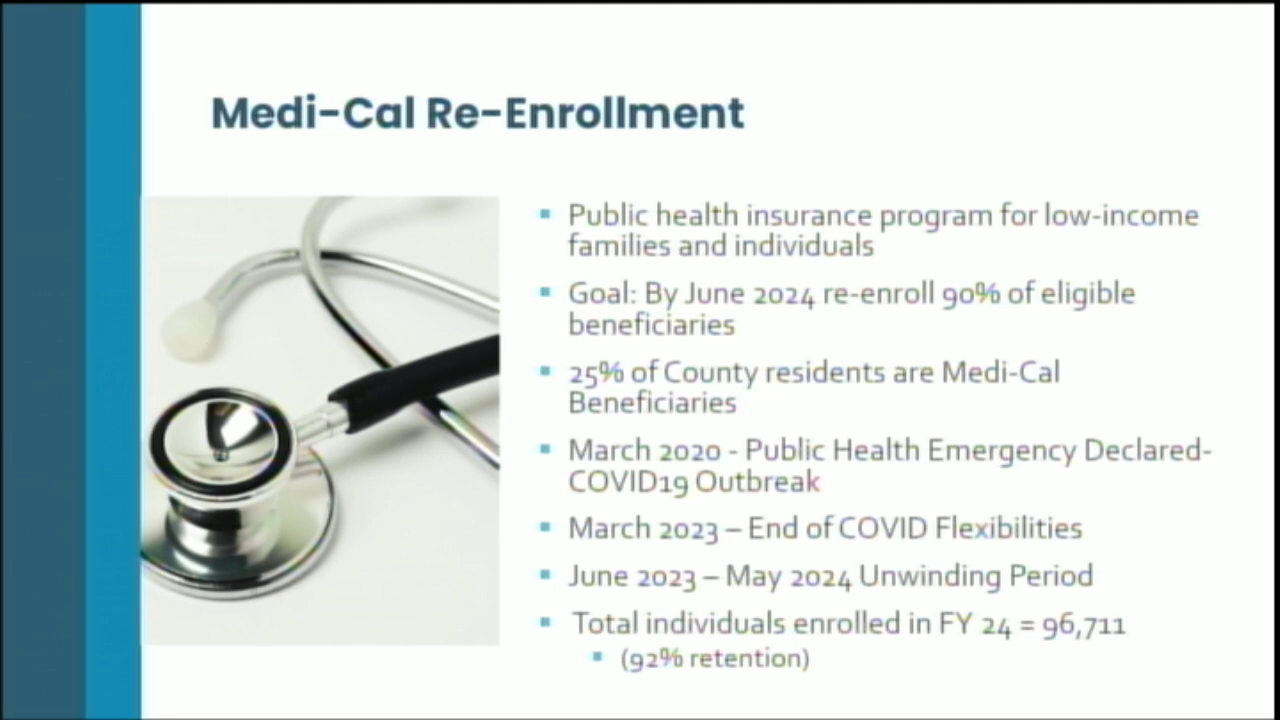 Medi-Cal Re-Enrollment
Public health insurance program for low-income
families and individuals
Goal: By June 2024 re-enroll 90% of eligible
beneficiaries
25% of County residents are Medi-Cal
Beneficiaries
March 2020 - Public Health Emergency Declared-
COVID19 Outbreak
March 2023 – End of COVID Flexibilities
June 2023 – May 2024 Unwinding Period
Total individuals enrolled in FY 24 = 96,711
(92% retention)